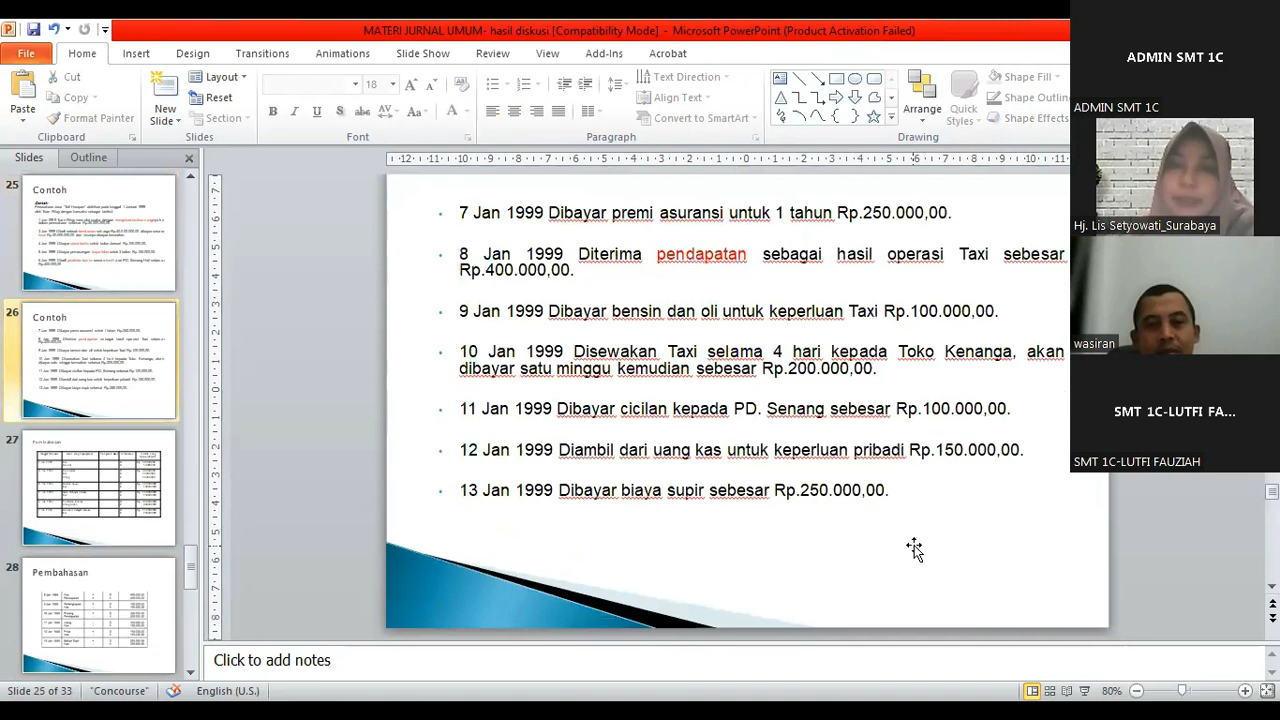 MATERI JURNAL UMUM- hasil diskusi [Compatibility Mode] - Microsoft PowerPoint (Product Activation Failed)
File Home Insert Design Transitions Animations Slide Show Review View Add-Ins Acrobat
Paste
Cut
Copy
Format Painter
Clipboard
New Slide
Layout
Reset
Section
Slides
18
Font
Text Direction
Align Text
Convert to SmartArt
Paragraph
Arrange
Quick Styles
Shape Fill
Shape Outlin
Shape Effects
Drawing
Slides Outline
25
Contoh
26
Contoh
27
Pembahasan
28
Pembahasan
7 Jan 1999 Dibayar premi asuransi untuk 1 tahun Rp.250.000,00.
8 Jan 1999 Diterima pendapatan sebagai hasil operasi Taxi sebesar
Rp.400.000,00.
9 Jan 1999 Dibayar bensin dan oli untuk keperluan Taxi Rp.100.000,00.
10 Jan 1995 Disewakan Taxi selama 4 hari kepada Toko Kenanga, akan
dibayar satu minggu kemudian sebesar Rp.200.000,00.
11 Jan 1999 Dibayar cicilan kepada PD. Senang sebesar Rp.100.000,00.
12 Jan 1999 Diambil dari uang kas untuk keperluan pribadi Rp.150.000,00.
13 Jan 1999 Dibayar biaya supir sebesar Rp.250.000,00.
Click to add notes
Slide 25 of 33 "Concourse" English (U.S.) 80%
ADMIN SMT 1C
ADMIN SMT 1C
Hj. Lis Setyowati_Surabaya
wasiran
SMT 1C-LUTFI FA...
SMT 1C-LUTFI FAUZIAH